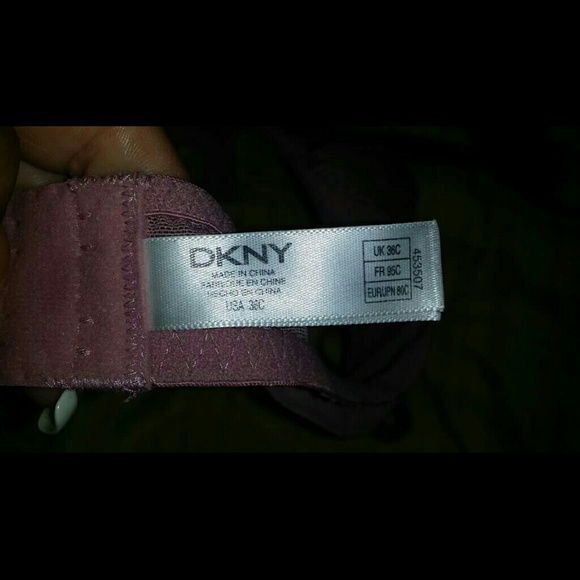 DKNY
MADE IN CHINA
FABRIQUE EN CHINE
HECHO EN CHINA
USA 36C
UK 36C
FR 95C
EUR/JPN 80C
453507